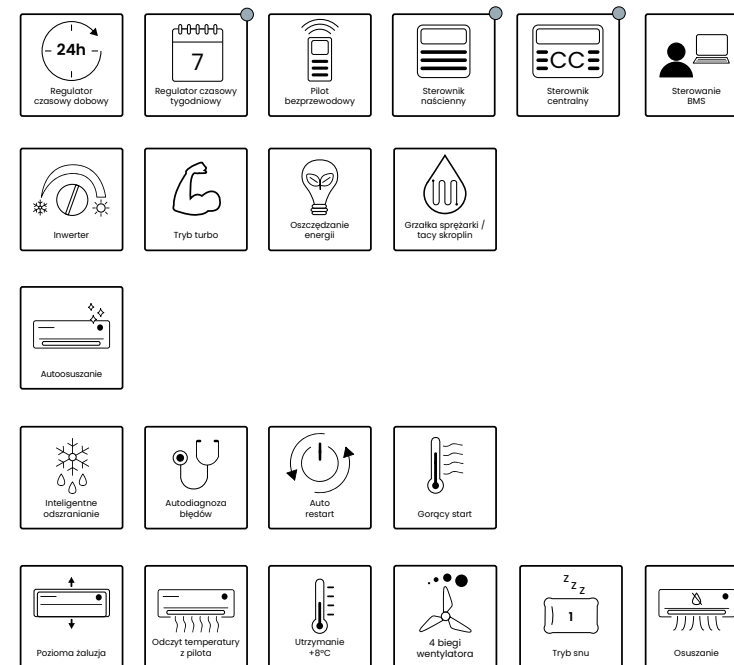 24h
Regulator
czasowy dobowy
7
Regulator czasowy
tygodniowy
Pilot
bezprzewodowy
Sterownik
naścienny
CC
Sterownik
centralny
Sterowanie
BMS
Inwerter
Tryb turbo
Oszczędzanie
energii
Grzałka sprężarki /
tacy skroplin
Autoosuszanie
Inteligentne
odszranianie
Autodiagnoza
błędów
Auto
restart
Gorący start
Pozioma żaluzja
Odczyt temperatury
z pilota
Utrzymanie
+8°C
4 biegi
wentylatora
z z z
1
Tryb snu
Osuszanie